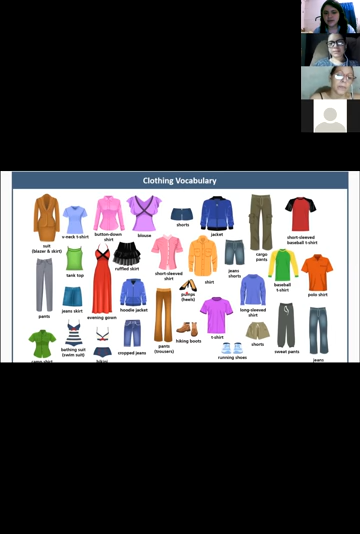 Clothing Vocabulary
suit
(blazer & skirt)
v-neck t-shirt
button-down
shirt
blouse
shorts
jacket
cargo
pants
short-sleeved
baseball t-shirt
pants
tank top
jeans skirt
evening gown
ruffled skirt
hoodie jacket
short-sleeved
shirt
pants
(trousers)
shirt
pumps
(heels)
jeans
shorts
long-sleeved
shirt
baseball
t-shirt
polo shirt
bathing suit
(swim suit)
bikini
cropped jeans
hiking boots
t-shirt
running shoes
shorts
sweat pants
jeans